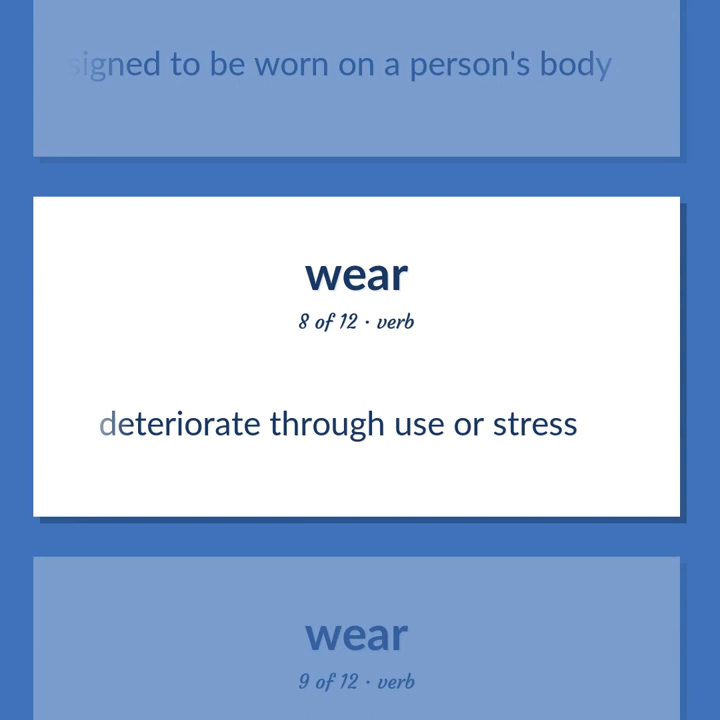 signed to be worn on a person's body
wear
8 of 12 · verb
deteriorate through use or stress
wear
9 of 12 · verb